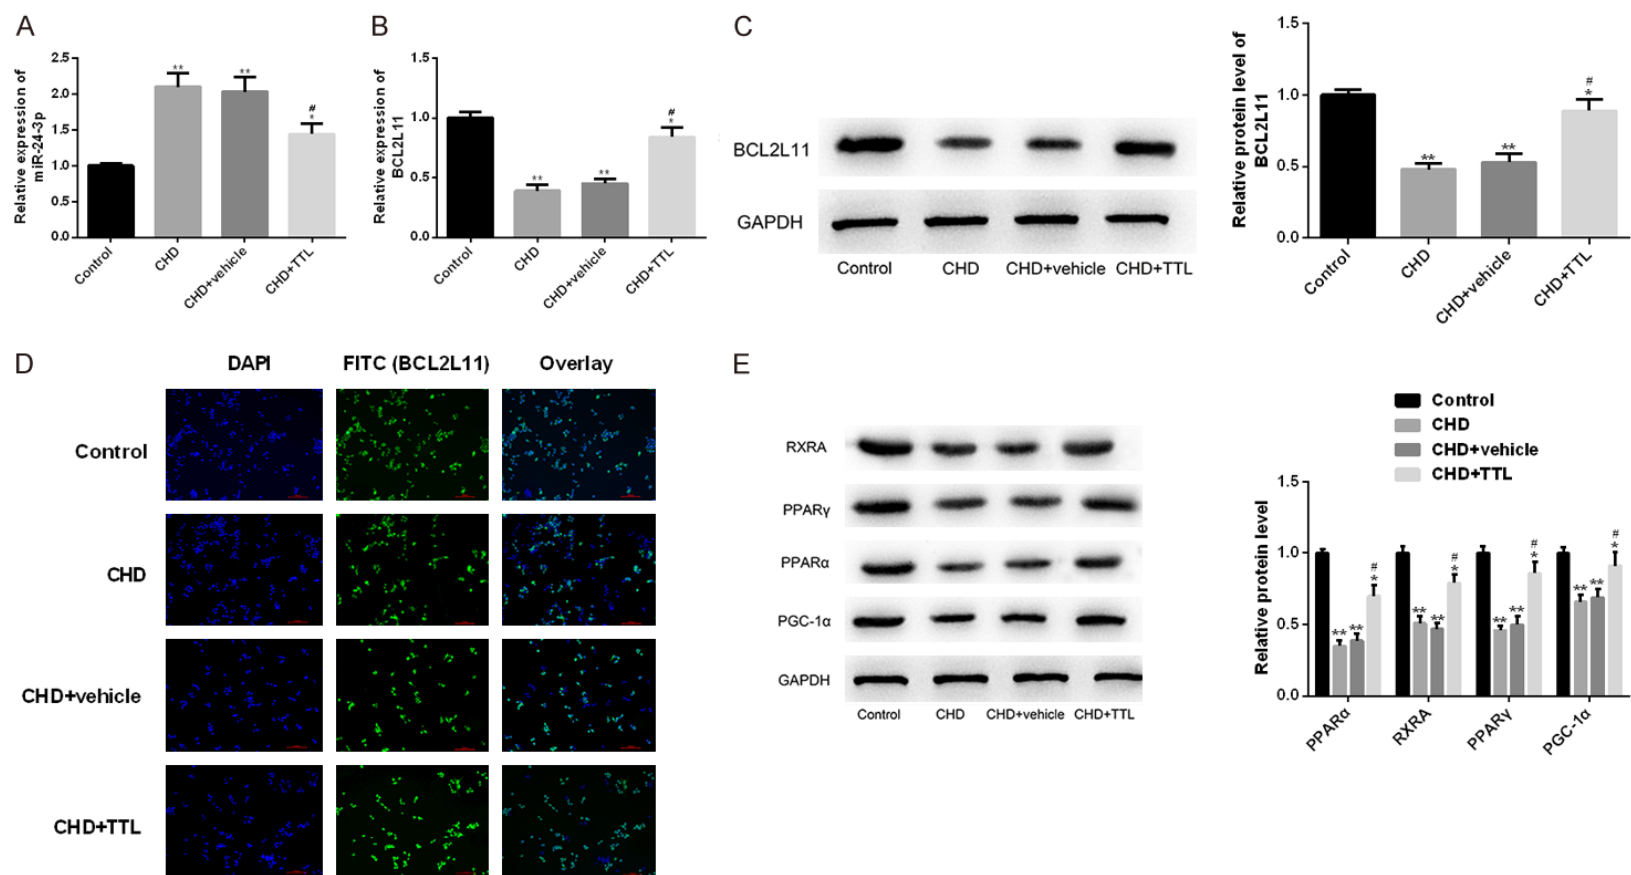 A
Relative expression of
miR-24-3p
2.5
2.0
1.5
1.0
0.5
0.0
**
**
#
*
Control
CHD
CHD+vehicle
CHD+TTL
B
Relative expression of
BCL2L11
1.5
1.0
0.5
0.0
**
**
#
*
Control
CHD
CHD+vehicle
CHD+TTL
C
BCL2L11
GAPDH
Control CHD CHD+vehicle CHD+TTL
Relative protein level of
BCL2L11
1.5
1.0
0.5
0.0
**
**
#
*
Control
CHD
CHD+vehicle
CHD+TTL
D
DAPI FITC (BCL2L11) Overlay
Control
CHD
CHD+vehicle
CHD+TTL
E
RXRA
PPARγ
PPARα
PGC-1α
GAPDH
Control CHD CHD+vehicle CHD+TTL
Control
CHD
CHD+vehicle
CHD+TTL
Relative protein level
1.5
1.0
0.5
0.0
** ** # *
** ** # *
** ** # *
** ** # *
PPARα
RXRA
PPARγ
PGC-1α